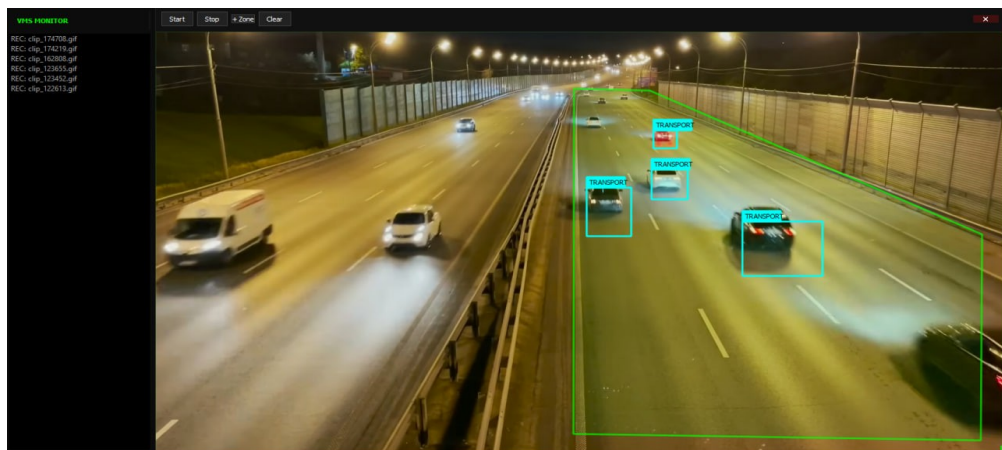 VMS MONITOR
Start Stop + Zone Clear ×
REC: clip_174708.gif
REC: clip_174219.gif
REC: clip_162808.gif
REC: clip_123655.gif
REC: clip_123452.gif
REC: clip_122613.gif
TRANSPORT
TRANSPORT
TRANSPORT
TRANSPORT